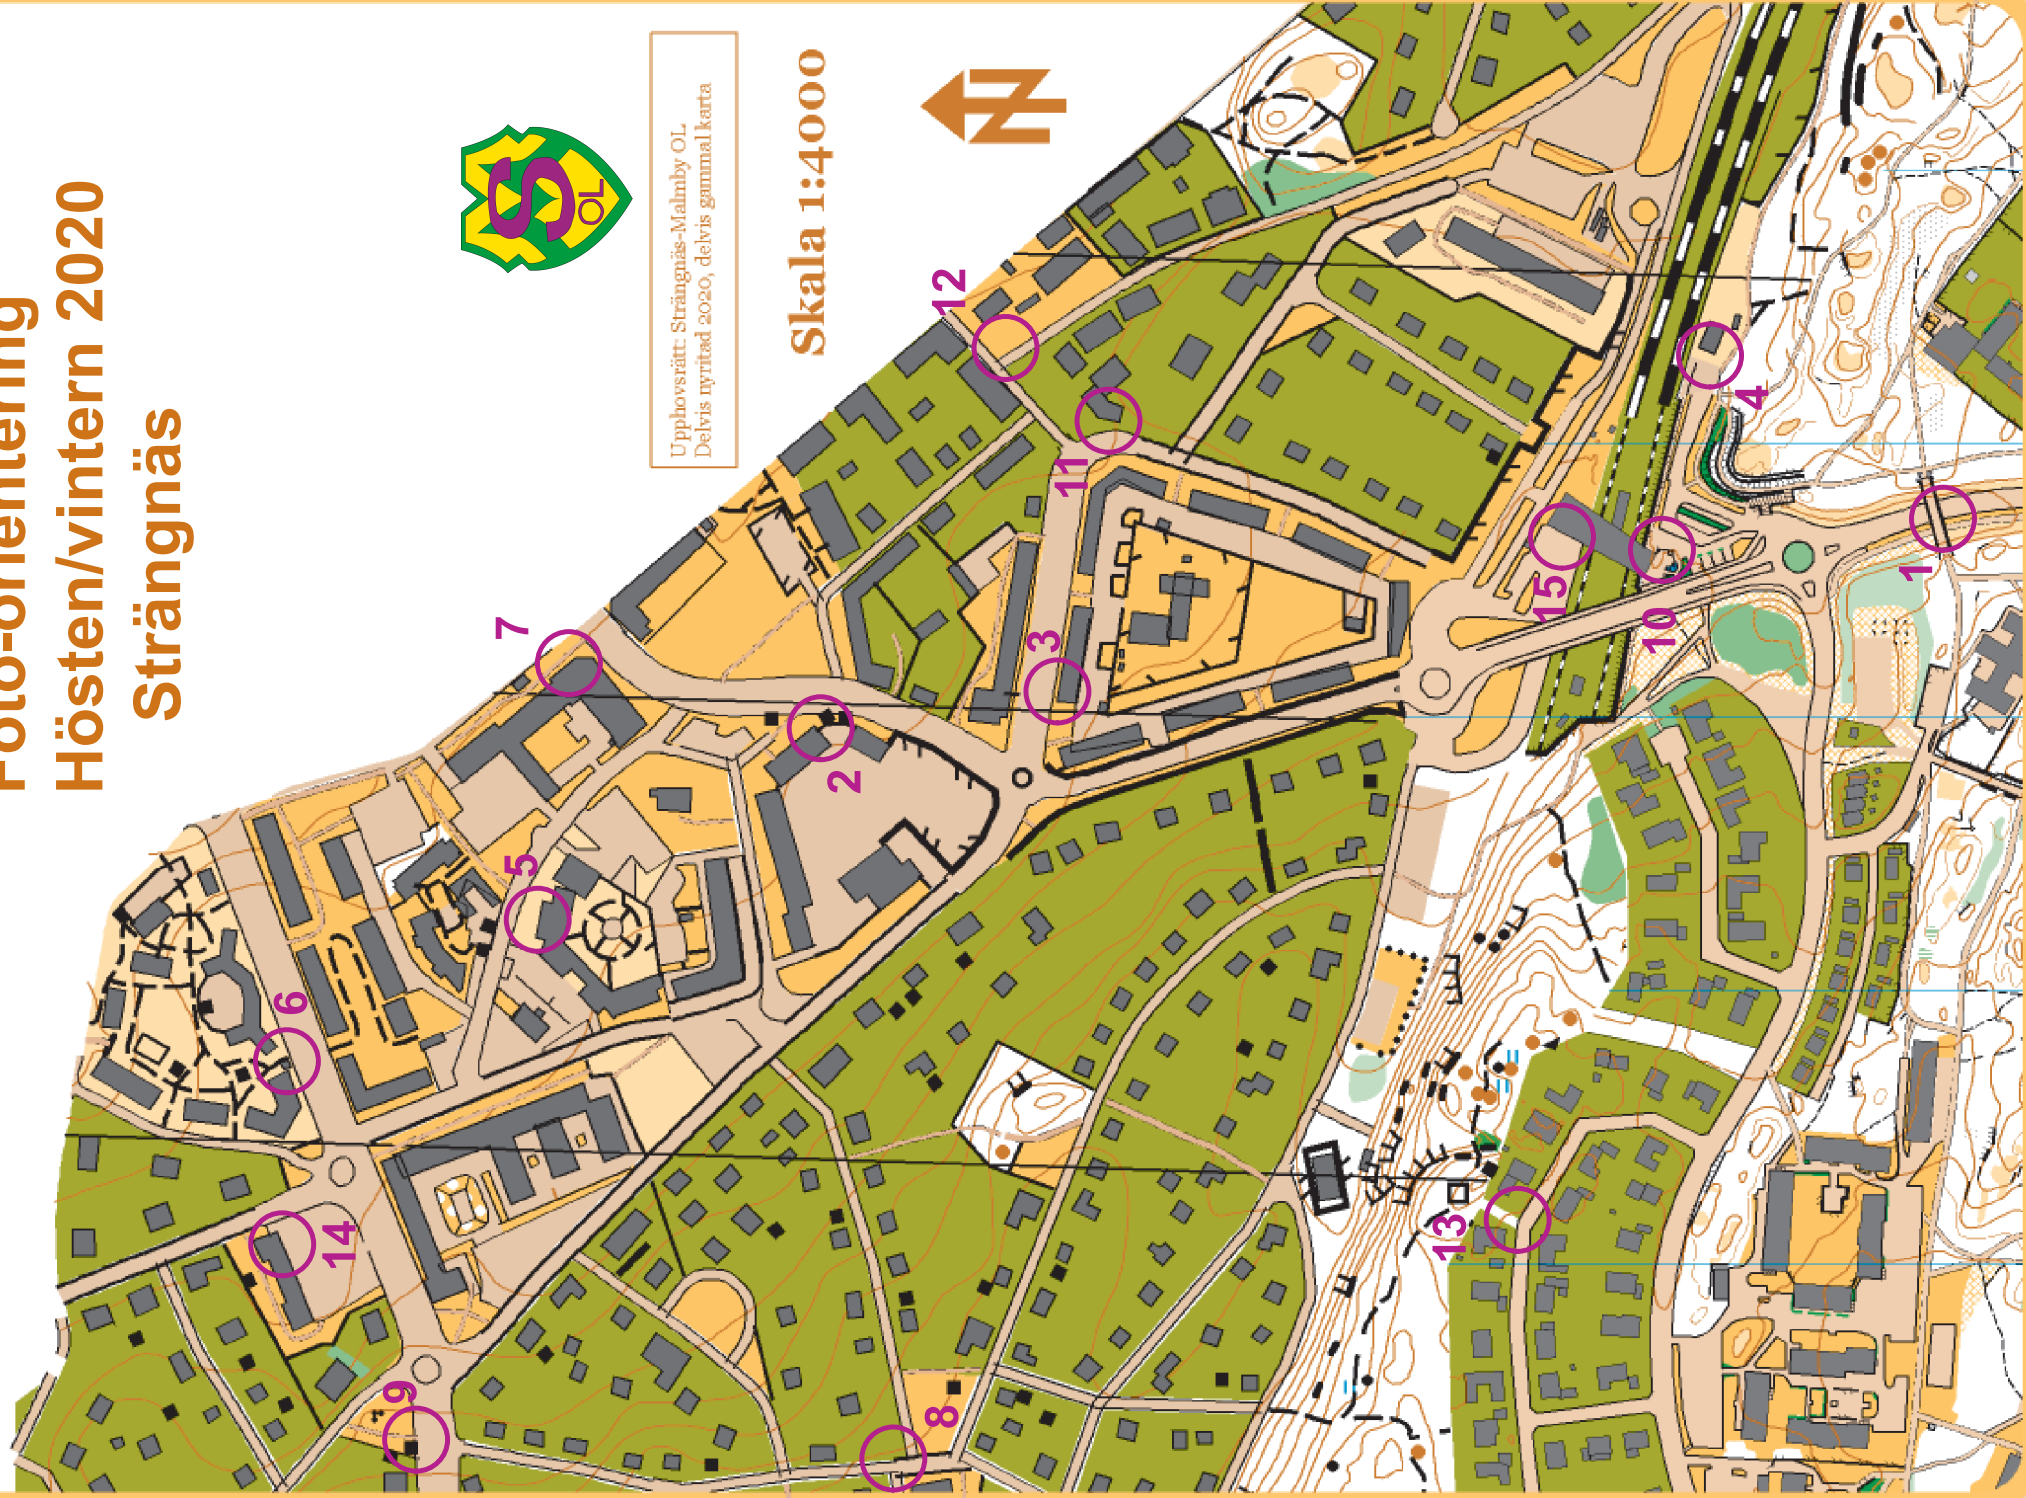 Foto-orientering
Hösten/vintern 2020
Strängnäs
S
OL
Upphovsrätt: Strängnäs-Malmby OL
Delvis nyritad 2020, delvis gammal karta
Skala 1:4000
N
12
7
11
3
2
5
6
14
9
8
13
15
10
4
1